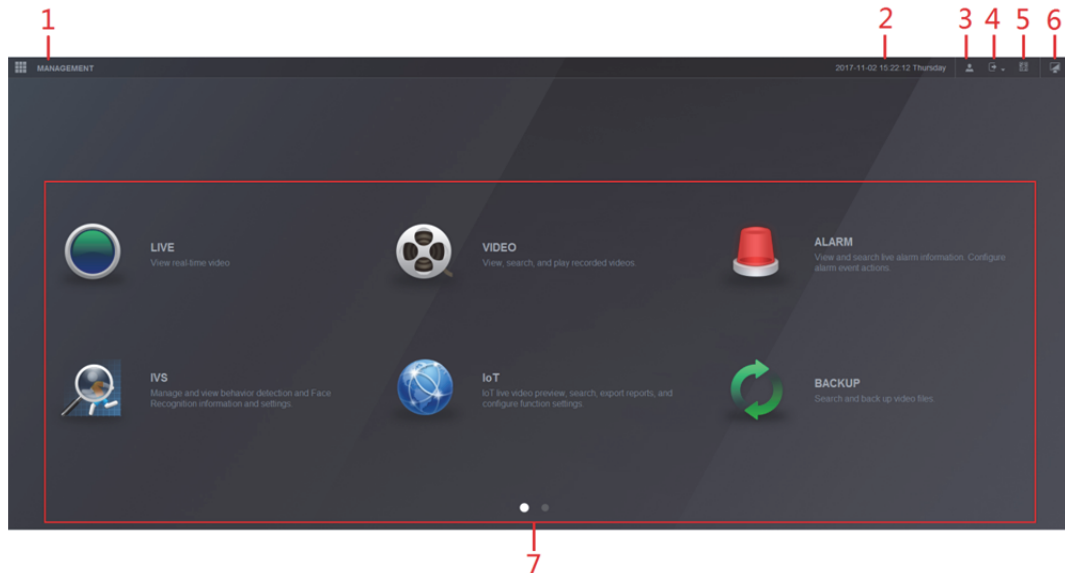 1
2
3
4
5
6
MANAGEMENT
2017-11-02 15:22:12 Thursday
LIVE
View real-time video
VIDEO
View, search, and play recorded videos.
ALARM
View and search live alarm information. Configure
alarm event actions.
IVS
Manage and view behavior detection and Face
Recognition information and settings
IoT
IoT live video preview, search, export reports, and
configure function settings.
BACKUP
Search and back up video files.
7